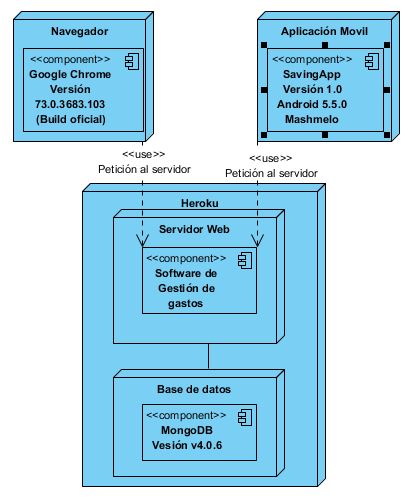 Navegador
<<component>>
Google Chrome
Versión
73.0.3683.103
(Build oficial)
Aplicación Movil
<<component>>
SavingApp
Versión 1.0
Android 5.5.0
Mashmelo
<<use>>
Petición al servidor
<<use>>
Petición al servidor
Heroku
Servidor Web
<<component>>
Software de
Gestión de
gastos
Base de datos
<<component>>
MongoDB
Vesión v4.0.6